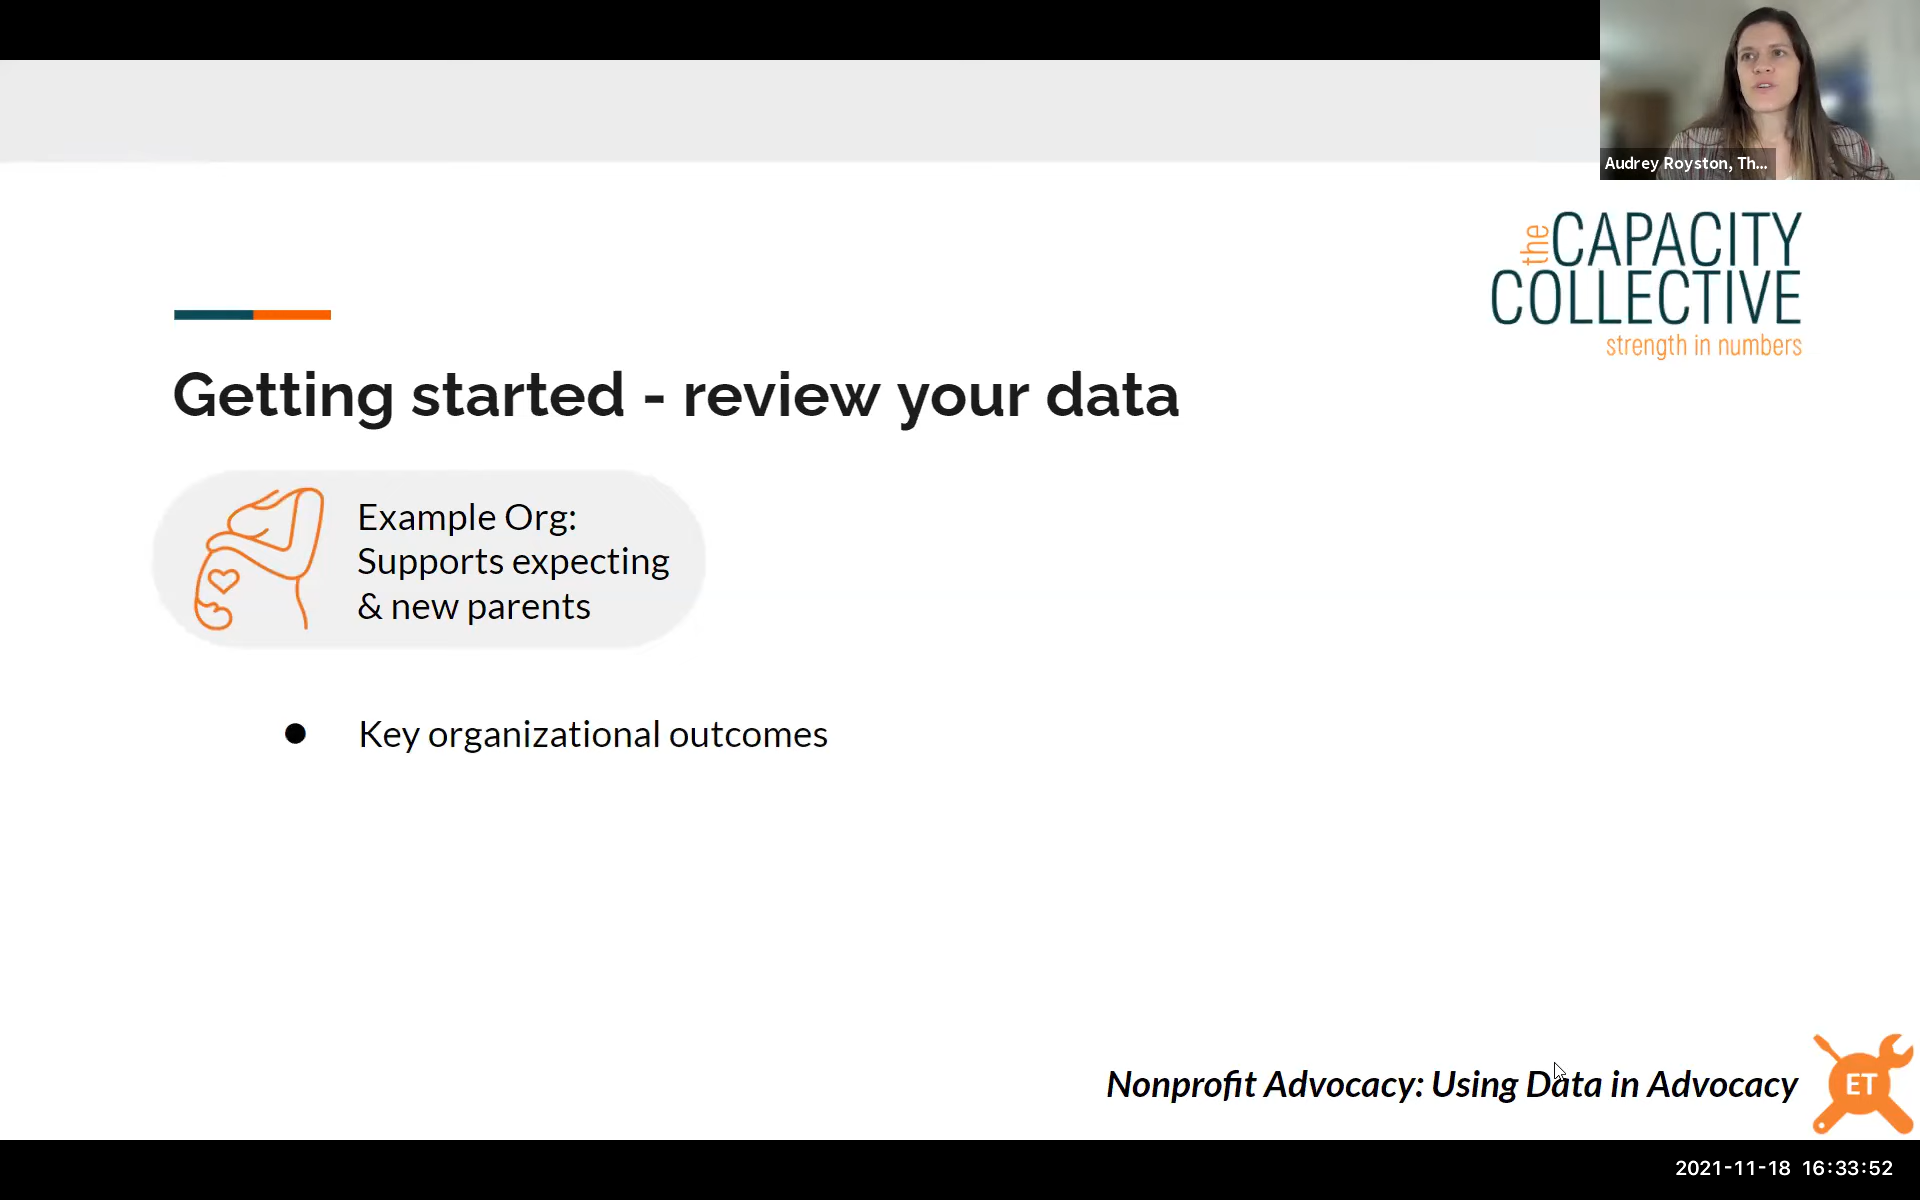 Audrey Royston, Th...
the CAPACITY
COLLECTIVE
strength in numbers
Getting started - review your data
Example Org:
Supports expecting
& new parents
● Key organizational outcomes
Nonprofit Advocacy: Using Data in Advocacy
ET
2021-11-18 16:33:52